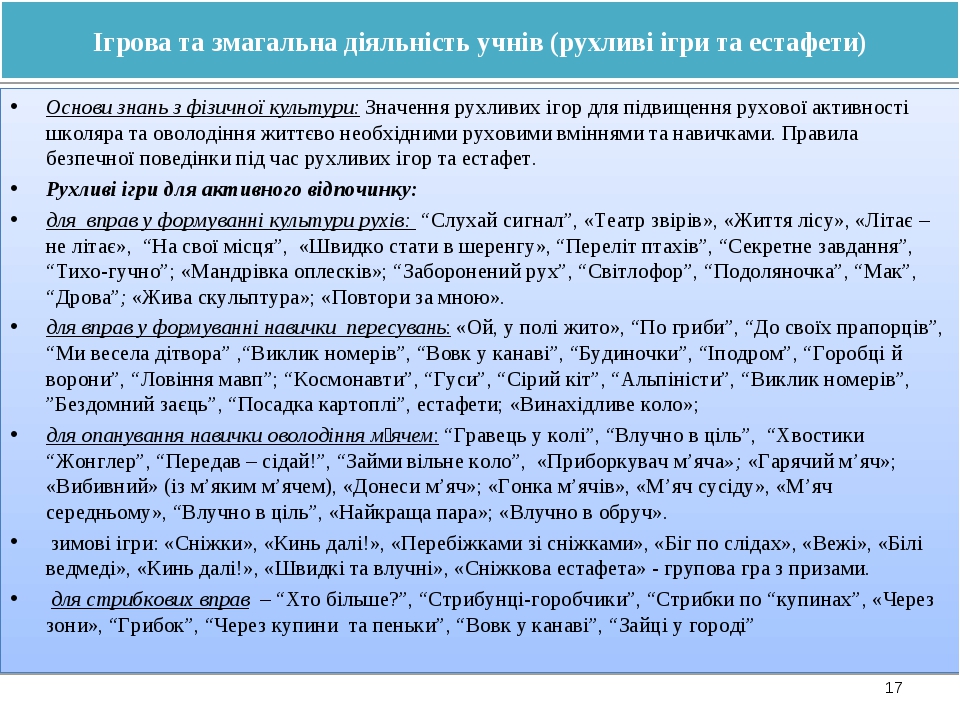 Ігрова та змагальна діяльність учнів (рухливі ігри та естафети)
• Основи знань з фізичної культури: Значення рухливих ігор для підвищення рухової активності
школяра та оволодіння життєво необхідними руховими вміннями та навичками. Правила
безпечної поведінки під час рухливих ігор та естафет.
• Рухливі ігри для активного відпочинку:
• для вправ у формуванні культури рухів: “Слухай сигнал”, «Театр звірів», «Життя лісу», «Літає –
не літає», “На свої місця”, «Швидко стати в шеренгу», “Переліт птахів”, “Секретне завдання”,
“Тихо-гучно”; «Мандрівка оплесків»; “Заборонений рух”, “Світлофор”, “Подоляночка”, “Мак”,
“Дрова”; «Жива скульптура»; «Повтори за мною».
• для вправ у формуванні навички пересувань: «Ой, у полі жито», “По гриби”, “До своїх прапорців”,
“Ми весела дітвора” ,“Виклик номерів”, “Вовк у канаві”, “Будиночки”, “Іподром”, “Горобці й
ворони”, “Ловіння мавп”; “Космонавти”, “Гуси”, “Сірий кіт”, “Альпіністи”, “Виклик номерів”,
”Бездомний заєць”, “Посадка картоплі”, естафети; «Винахідливе коло»;
• для опанування навички оволодіння м▯ячем: “Гравець у колі”, “Влучно в ціль”, “Хвостики
“Жонглер”, “Передав – сідай!”, “Займи вільне коло”, «Приборкувач м’яча»; «Гарячий м’яч»;
«Вибивний» (із м’яким м’ячем), «Донеси м’яч»; «Гонка м’ячів», «М’яч сусіду», «М’яч
середньому», “Влучно в ціль”, «Найкраща пара»; «Влучно в обруч».
• зимові ігри: «Сніжки», «Кинь далі!», «Перебіжками зі сніжками», «Біг по слідах», «Вежі», «Білі
ведмеді», «Кинь далі!», «Швидкі та влучні», «Сніжкова естафета» - групова гра з призами.
• для стрибкових вправ – “Хто більше?”, “Стрибунці-горобчики”, “Стрибки по “купинах”, «Через
зони», “Грибок”, “Через купини та пеньки”, “Вовк у канаві”, “Зайці у городі”
17